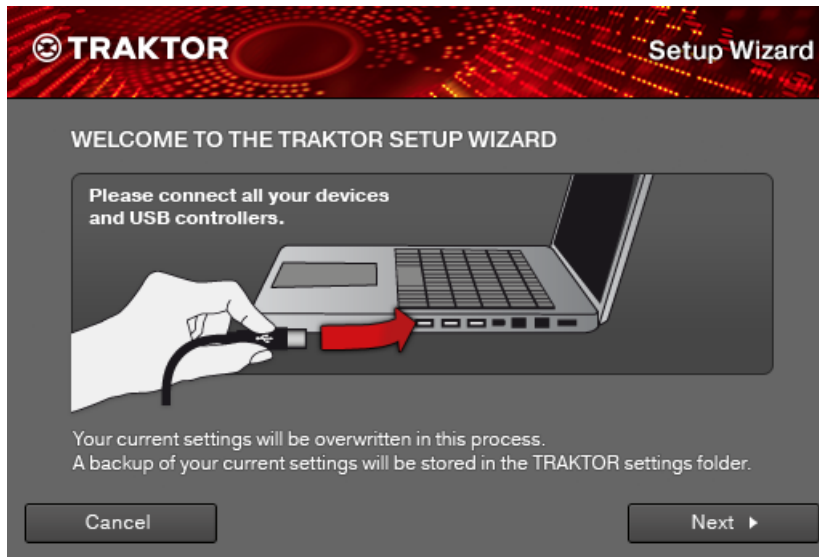 TRAKTOR
Setup Wizard
WELCOME TO THE TRAKTOR SETUP WIZARD
Please connect all your devices
and USB controllers.
Your current settings will be overwritten in this process.
A backup of your current settings will be stored in the TRAKTOR settings folder.
Cancel
Next